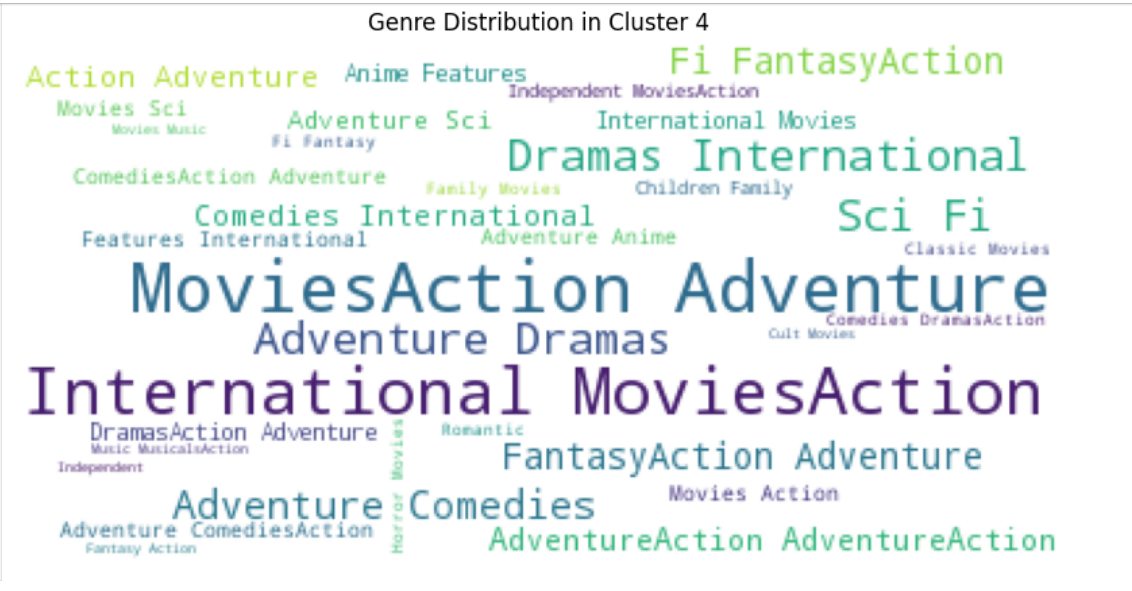 Genre Distribution in Cluster 4
Fi FantasyAction
Action Adventure
Anime Features
Independent MoviesAction
Movies Sci
Adventure Sci
International Movies
Movies Music
Fi Fantasy
Dramas International
ComediesAction Adventure
Family Movies
Children Family
Comedies International
Sci Fi
Features International
Adventure Anime
Classic Movies
MoviesAction Adventure
Comedies DramasAction
Adventure Dramas
Cult Movies
International MoviesAction
DramasAction Adventure
Horror Movies
Romantic
Music MusicalsAction
FantasyAction Adventure
Independent
Adventure Comedies
Movies Action
Adventure ComediesAction
AdventureAction AdventureAction
Fantasy Action